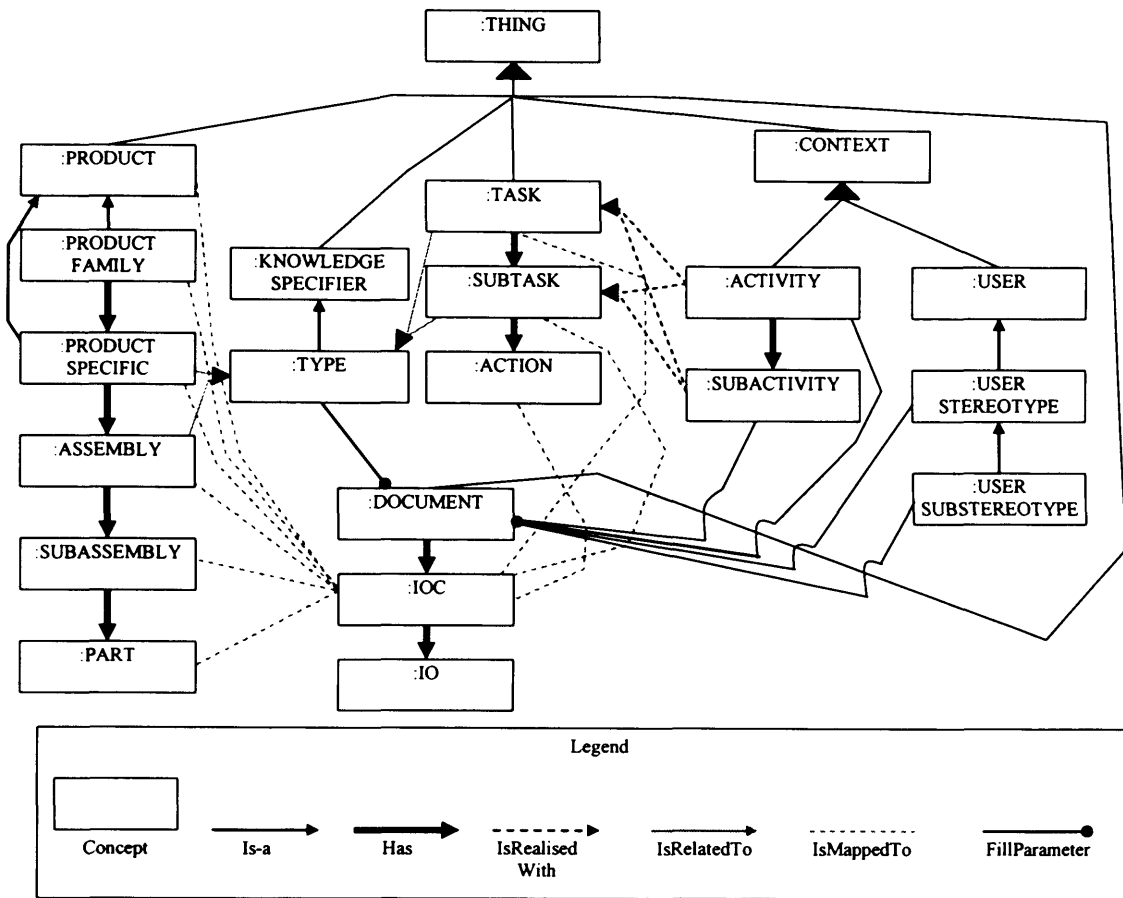 :THING
:PRODUCT
:CONTEXT
:TASK
:PRODUCT
FAMILY
:KNOWLEDGE
SPECIFIER
:SUBTASK
:ACTIVITY
:USER
:PRODUCT
SPECIFIC
:TYPE
:ACTION
:SUBACTIVITY
:USER
STEREOTYPE
:ASSEMBLY
:DOCUMENT
:USER
SUBSTEREOTYPE
:SUBASSEMBLY
:IOC
:PART
:IO
Legend
Concept
Is-a
Has
IsRealised
With
IsRelatedTo
IsMappedTo
FillParameter